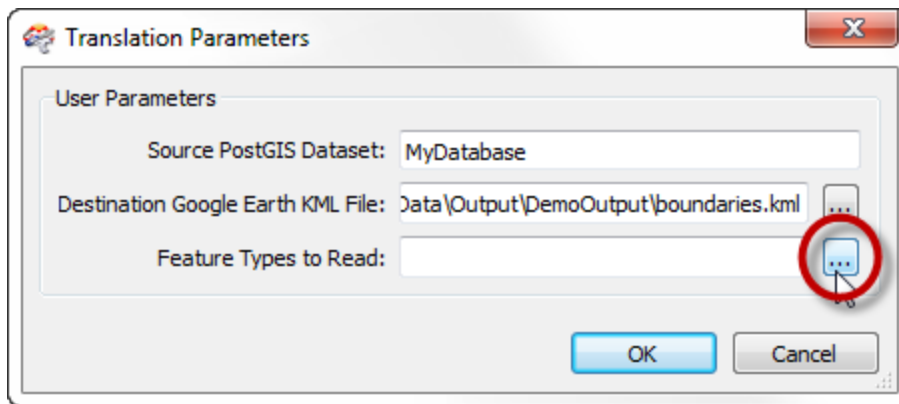 Translation Parameters
User Parameters
Source PostGIS Dataset: MyDatabase
Destination Google Earth KML File: Data\Output\DemoOutput\boundaries.kml ...
Feature Types to Read: ...
OK Cancel